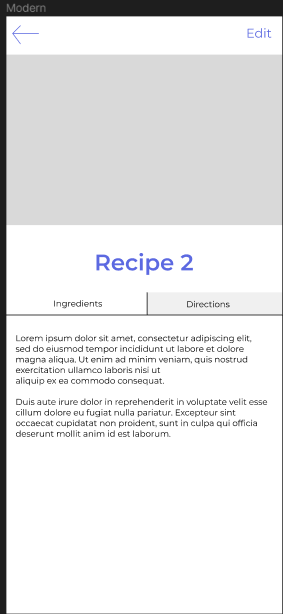 Modern
Edit
Recipe 2
Ingredients
Directions
Lorem ipsum dolor sit amet, consectetur adipiscing elit,
sed do eiusmod tempor incididunt ut labore et dolore
magna aliqua. Ut enim ad minim veniam, quis nostrud
exercitation ullamco laboris nisi ut
aliquip ex ea commodo consequat.
Duis aute irure dolor in reprehenderit in voluptate velit esse
cillum dolore eu fugiat nulla pariatur. Excepteur sint
occaecat cupidatat non proident, sunt in culpa qui officia
deserunt mollit anim id est laborum.